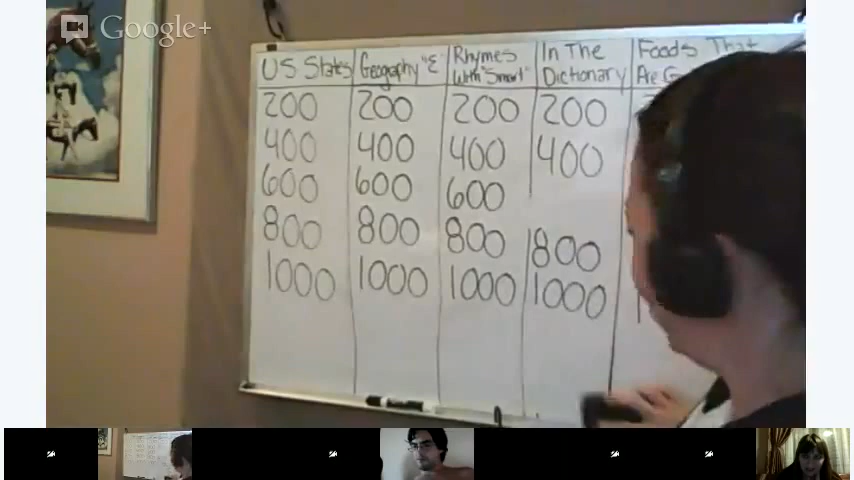 Google+
US States Geography "E" Rhymes With "Smart" In The Dictionary Foods That Are
200 200 200 200
400 400 400 400
600 600 600
800 800 800 800
1000 1000 1000 1000